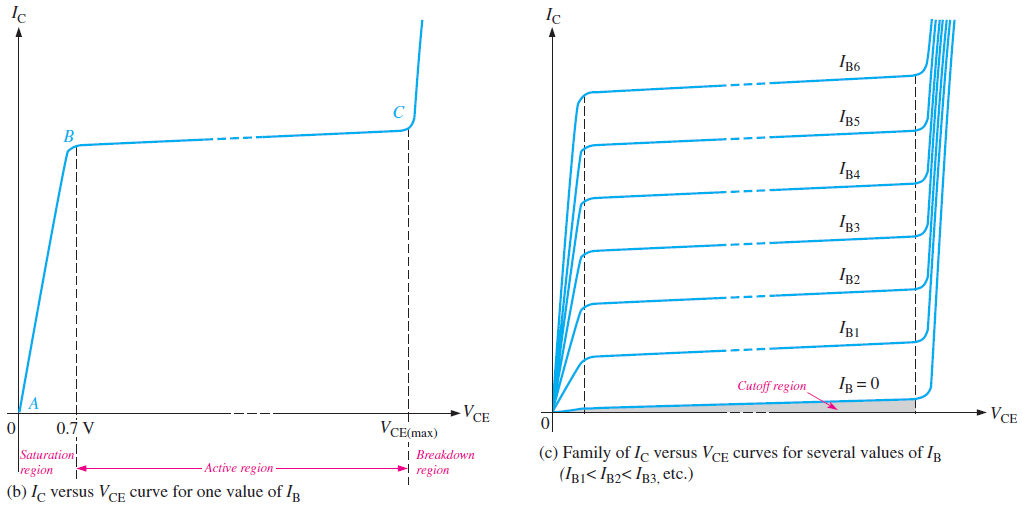 I_C
B
C
A
0
0.7 V
V_CE(max)
V_CE
Saturation
region
Active region
Breakdown
region
(b) I_C versus V_CE curve for one value of I_B
I_C
I_B6
I_B5
I_B4
I_B3
I_B2
I_B1
Cutoff region
I_B = 0
0
V_CE
(c) Family of I_C versus V_CE curves for several values of I_B
(I_B1< I_B2< I_B3, etc.)